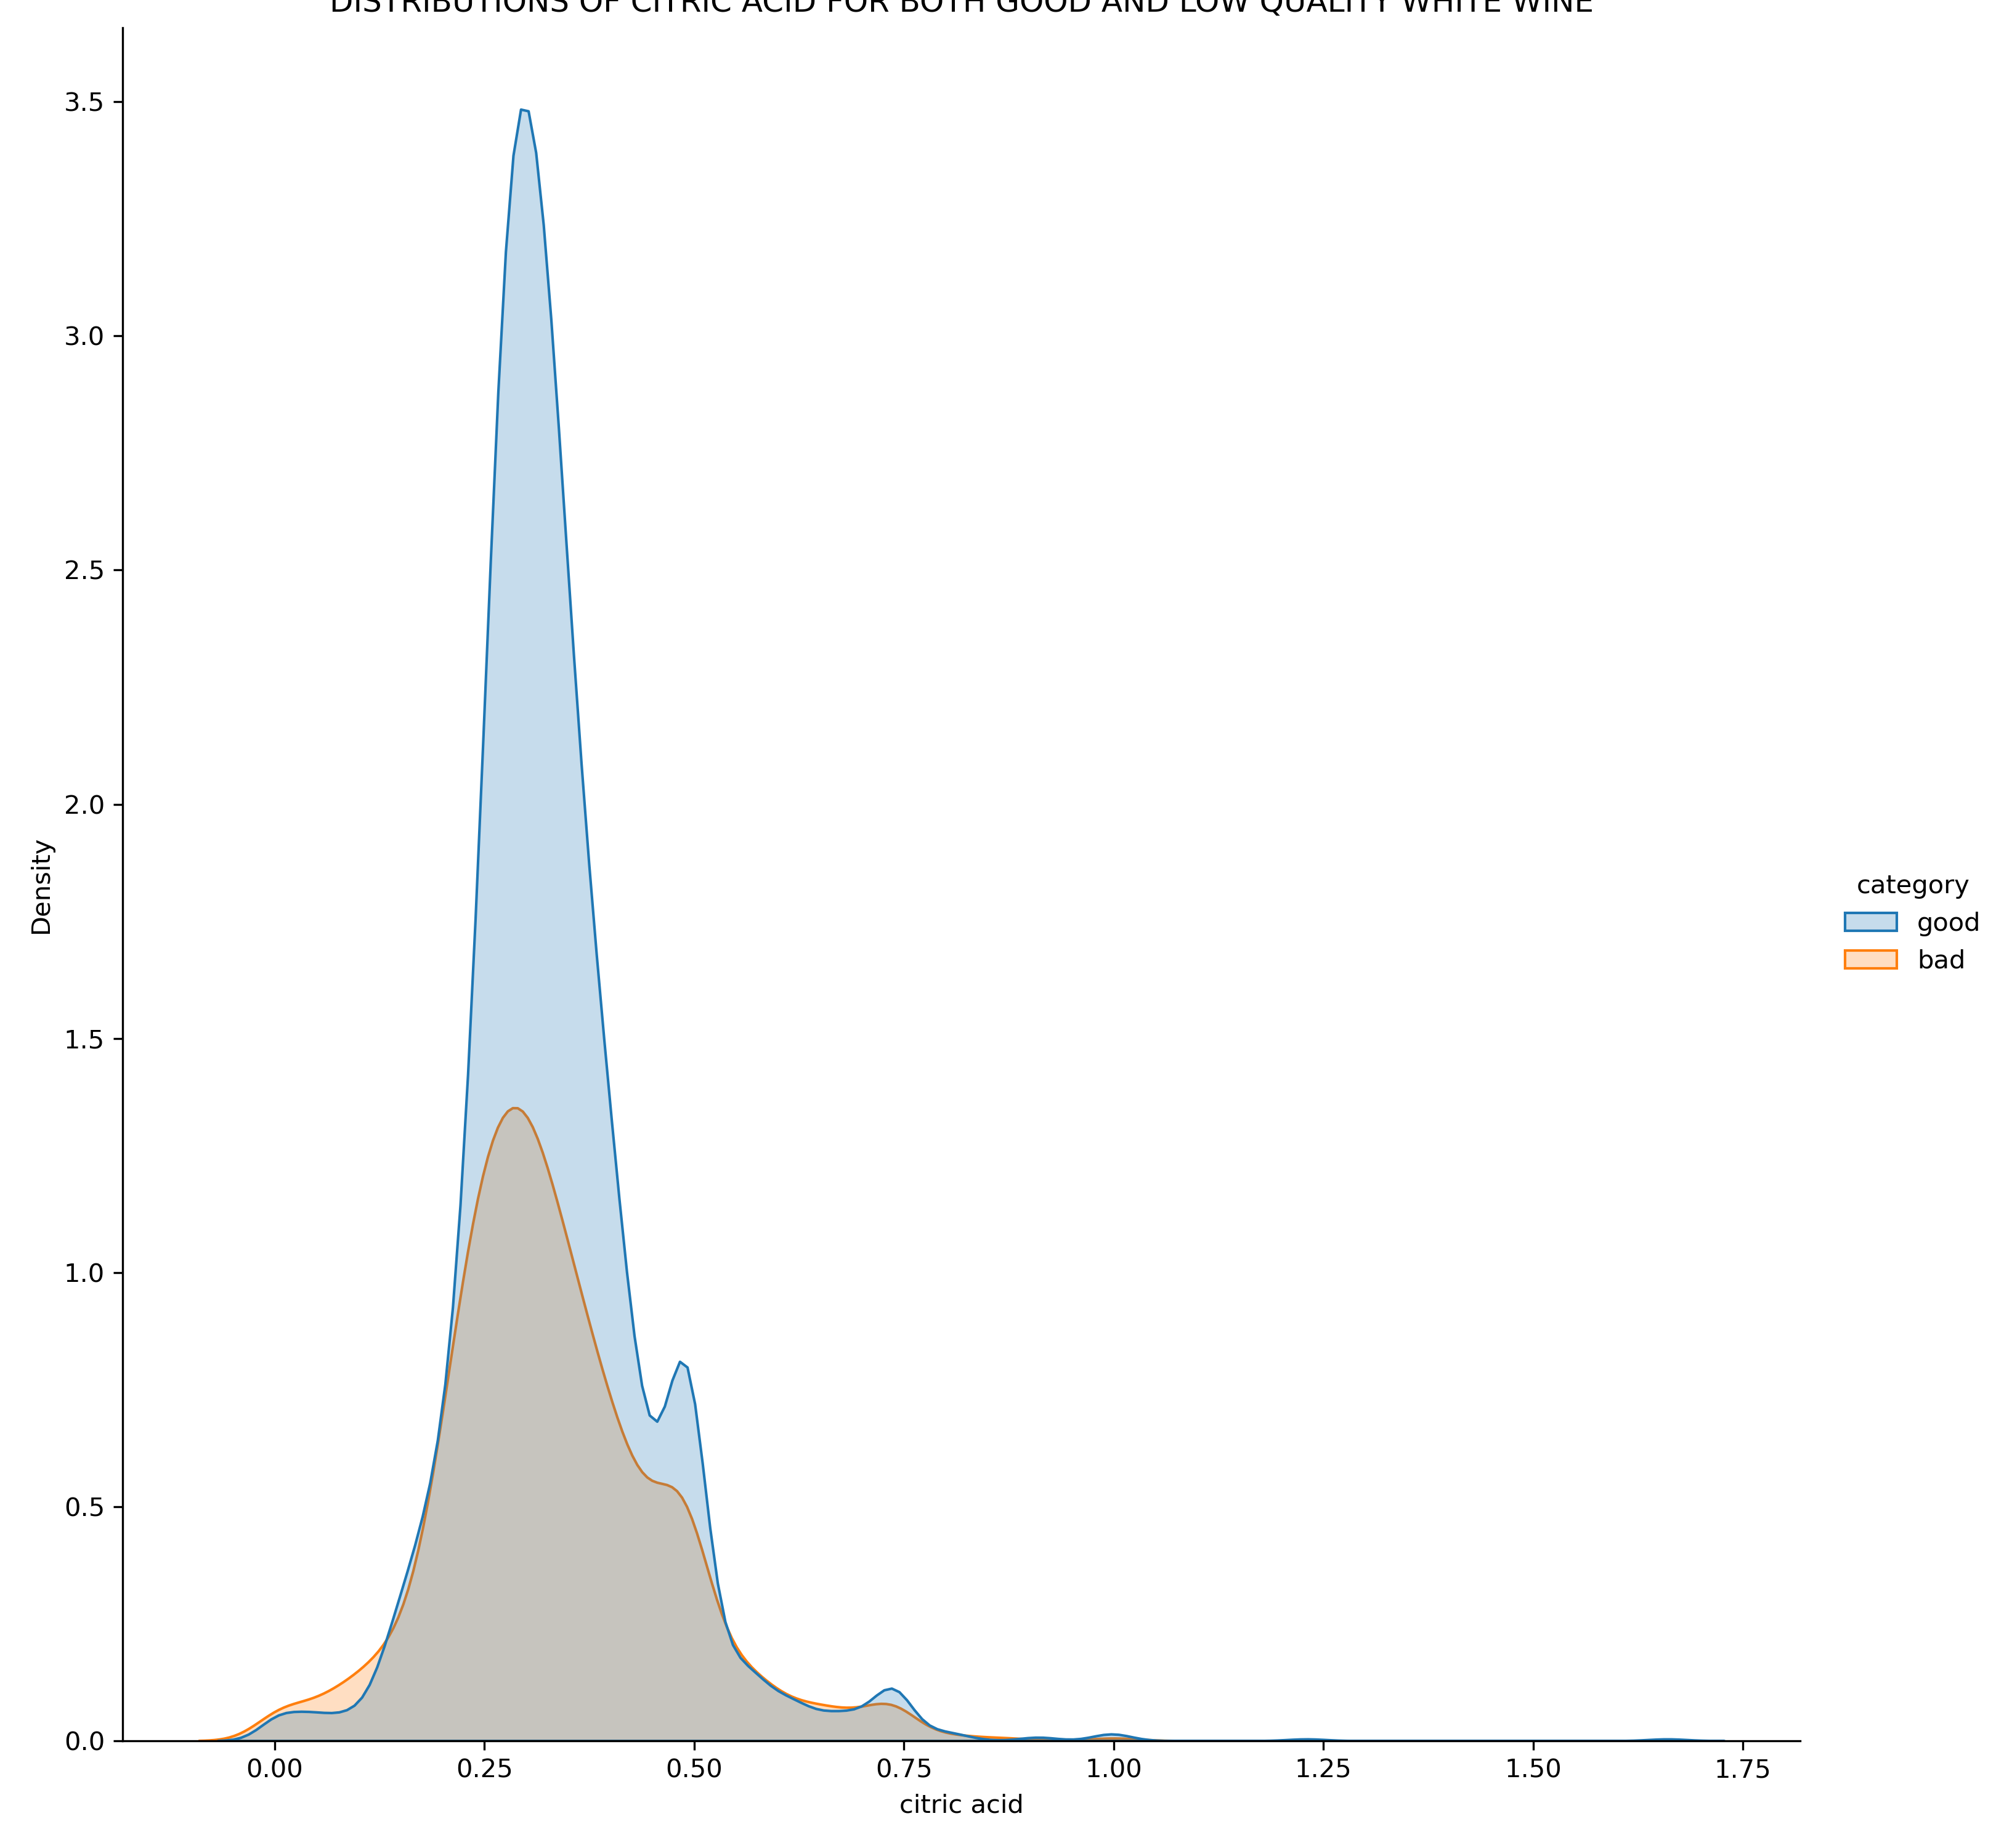 DISTRIBUTIONS OF CITRIC ACID FOR BOTH GOOD AND LOW QUALITY WHITE WINE
3.5
3.0
2.5
2.0
1.5
1.0
0.5
0.0
Density
category
good
bad
0.00 0.25 0.50 0.75 1.00 1.25 1.50 1.75
citric acid